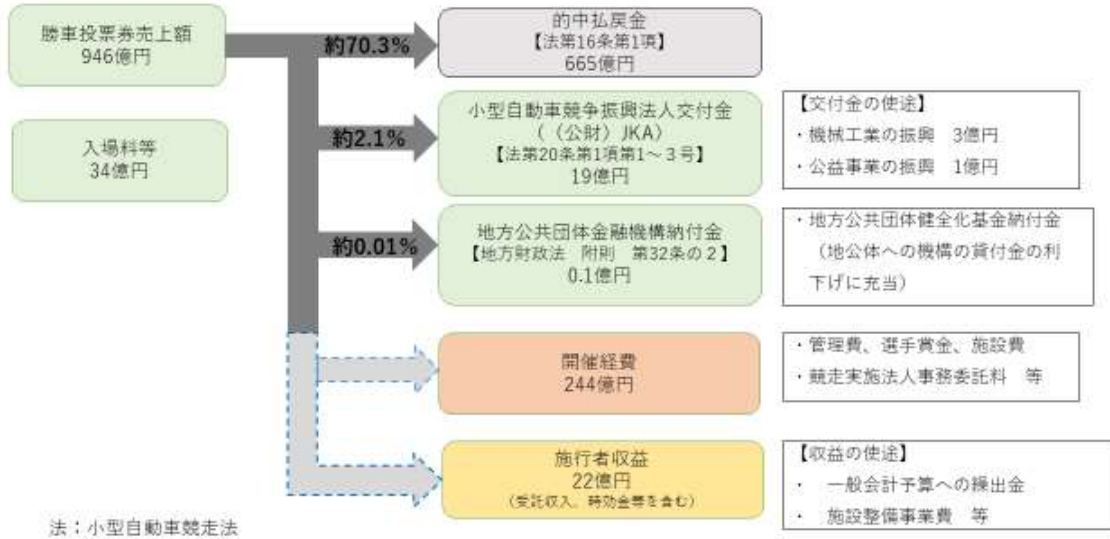 勝車投票券売上額
946億円
入場料等
34億円
約70.3%
的中払戻金
【法第16条第1項】
665億円
約2.1%
小型自動車競争振興法人交付金
((公財)JKA)
【法第20条第1項第1~3号】
19億円
【交付金の使途】
・機械工業の振興 3億円
・公益事業の振興 1億円
約0.01%
地方公共団体金融機構納付金
【地方財政法 附則 第32条の2】
0.1億円
・地方公共団体健全化基金納付金
(地公体への機構の貸付金の利
下げに充当)
開催経費
244億円
・管理費、選手賞金、施設費
・競走実施法人事務委託料 等
施行者収益
22億円
(受託収入、時効金等を含む)
【収益の使途】
・ 一般会計予算への繰出金
・ 施設整備事業費 等
法:小型自動車競走法